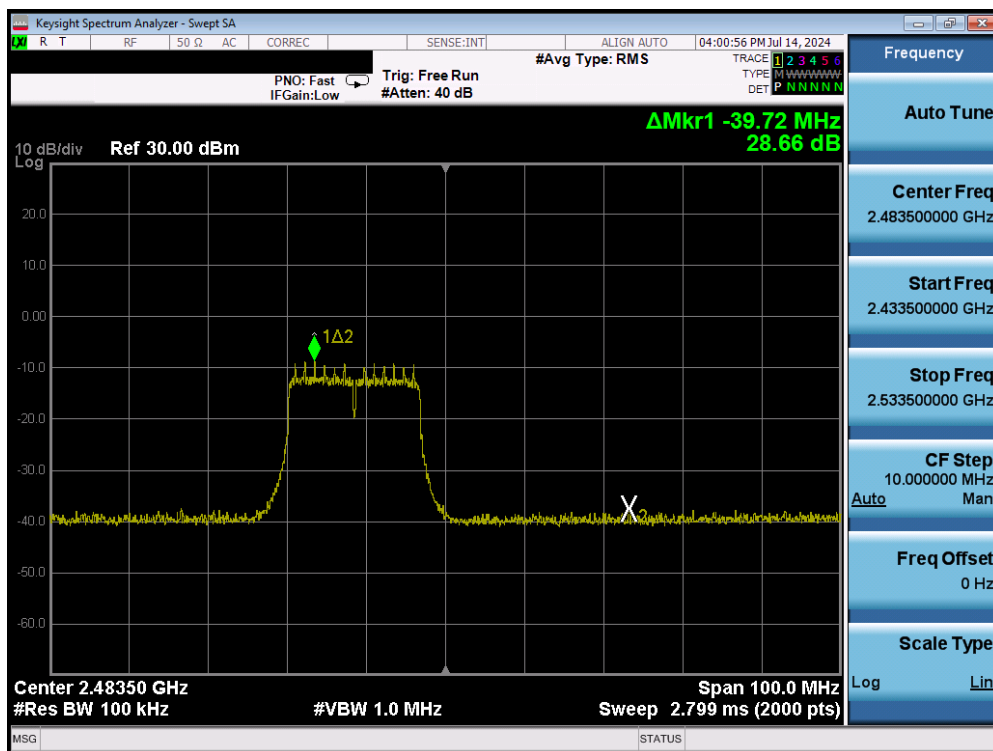 Keysight Spectrum Analyzer - Swept SA
LXI R T RF 50 Ω AC CORREC SENSE:INT ALIGN AUTO 04:00:56 PM Jul 14, 2024
#Avg Type: RMS
TRACE 1 2 3 4 5 6
PNO: Fast Trig: Free Run
TYPE M W W W W W
IFGain:Low #Atten: 40 dB
DET P N N N N N
ΔMkr1 -39.72 MHz
28.66 dB
10 dB/div Ref 30.00 dBm
Log
20.0
0.00
1Δ2
-10.0
-20.0
-30.0
-40.0
2
-50.0
-60.0
Center 2.48350 GHz Span 100.0 MHz
#Res BW 100 kHz #VBW 1.0 MHz Sweep 2.799 ms (2000 pts)
MSG STATUS
Frequency
Auto Tune
Center Freq
2.483500000 GHz
Start Freq
2.433500000 GHz
Stop Freq
2.533500000 GHz
CF Step
10.000000 MHz
Auto Man
Freq Offset
0 Hz
Scale Type
Log Lin